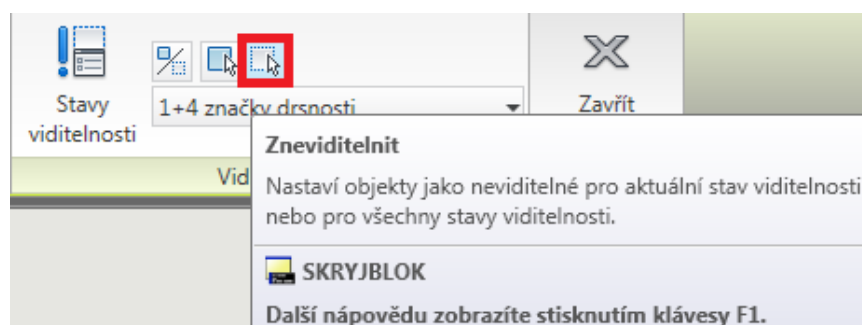 Stavy
viditelnosti
1+4 značky drsnosti
Zavřít
Vid
Zneviditelnit
Nastaví objekty jako neviditelné pro aktuální stav viditelnosti
nebo pro všechny stavy viditelnosti.
SKRYJBLOK
Další nápovědu zobrazíte stisknutím klávesy F1.